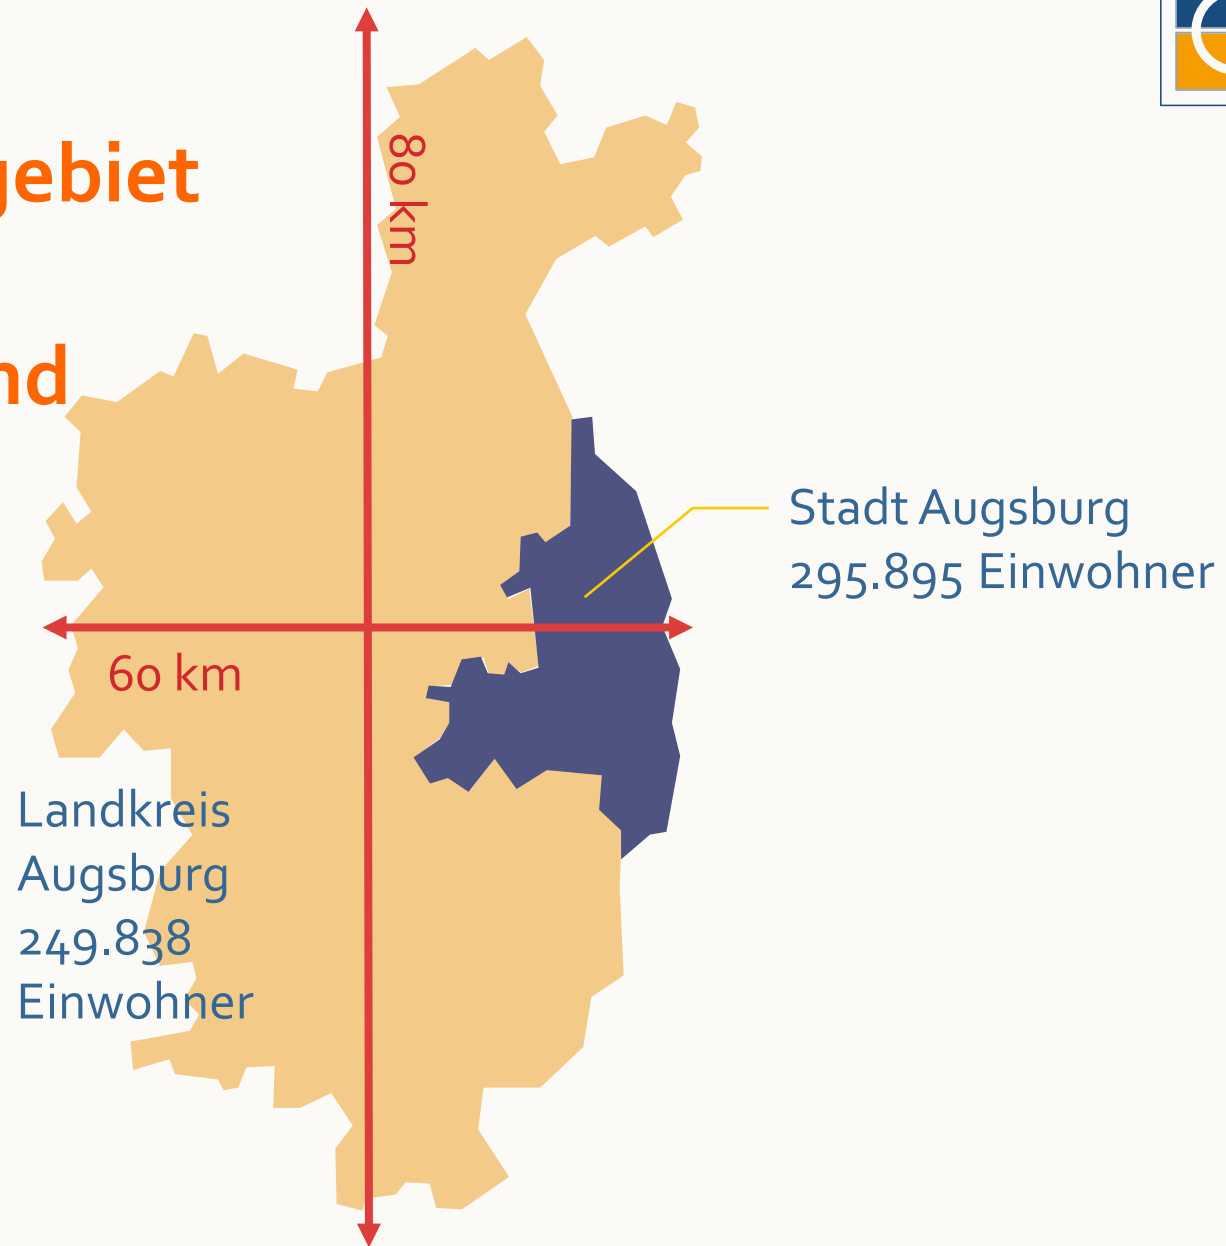 gebiet
nd
80 km
Stadt Augsburg
295.895 Einwohner
60 km
Landkreis
Augsburg
249.838
Einwohner